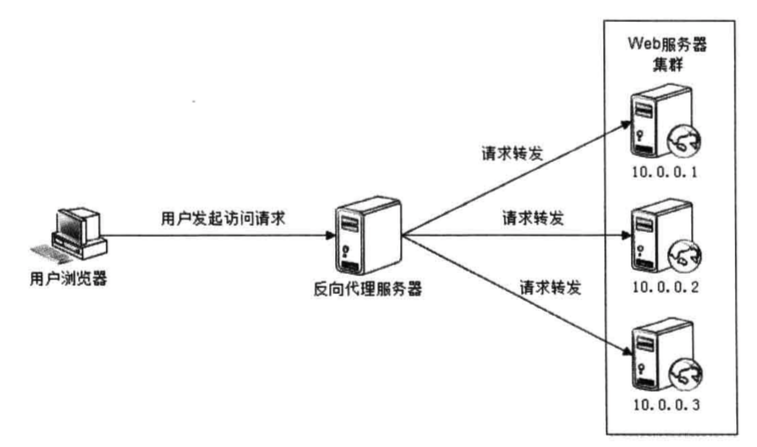 Web服务器
集群
请求转发
10.0.0.1
用户发起访问请求
请求转发
用户浏览器
反向代理服务器
请求转发
10.0.0.2
10.0.0.3